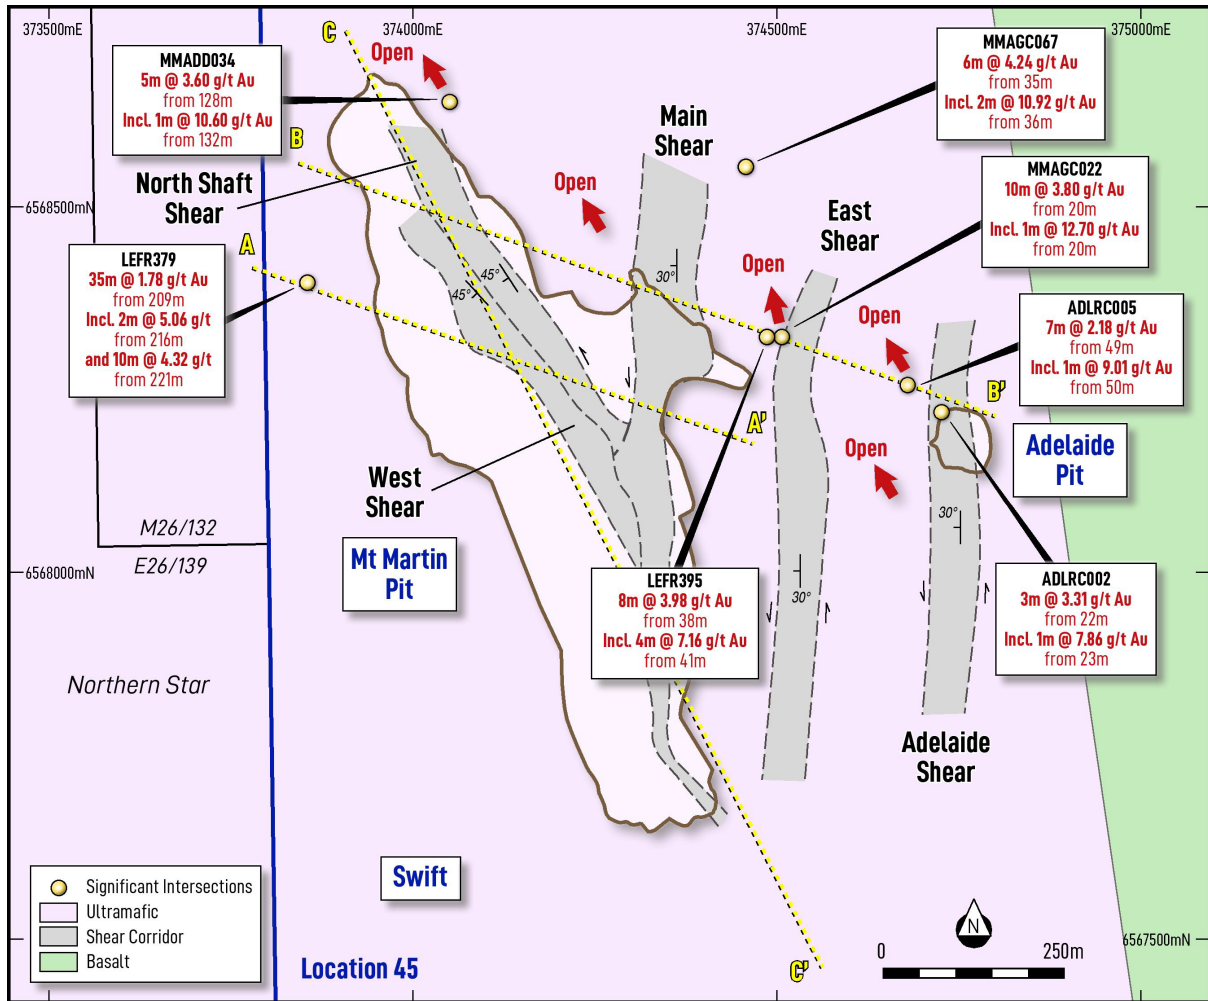 373500mE
374000mE
374500mE
375000mE
C
Open
MMADD034
5m @ 3.60 g/t Au
from 128m
Incl. 1m @ 10.60 g/t Au
from 132m
MMAGC067
6m @ 4.24 g/t Au
from 35m
Incl. 2m @ 10.92 g/t Au
from 36m
Main
Shear
B
North Shaft
Shear
Open
MMAGC022
10m @ 3.80 g/t Au
from 20m
Incl. 1m @ 12.70 g/t Au
from 20m
6568500mN
East
Shear
A
LEFR379
35m @ 1.78 g/t Au
from 209m
Incl. 2m @ 5.06 g/t
from 216m
and 10m @ 4.32 g/t
from 221m
45°
45°
30°
Open
Open
ADLRC005
7m @ 2.18 g/t Au
from 49m
Incl. 1m @ 9.01 g/t Au
from 50m
B'
A'
Open
Adelaide
Pit
West
Shear
30°
M26/132
E26/139
Mt Martin
Pit
6568000mN
LEFR395
8m @ 3.98 g/t Au
from 38m
Incl. 4m @ 7.16 g/t Au
from 41m
30°
ADLRC002
3m @ 3.31 g/t Au
from 22m
Incl. 1m @ 7.86 g/t Au
from 23m
Northern Star
Adelaide
Shear
Swift
Significant Intersections
Ultramafic
Shear Corridor
Basalt
Location 45
C'
N
0
250m
6567500mN